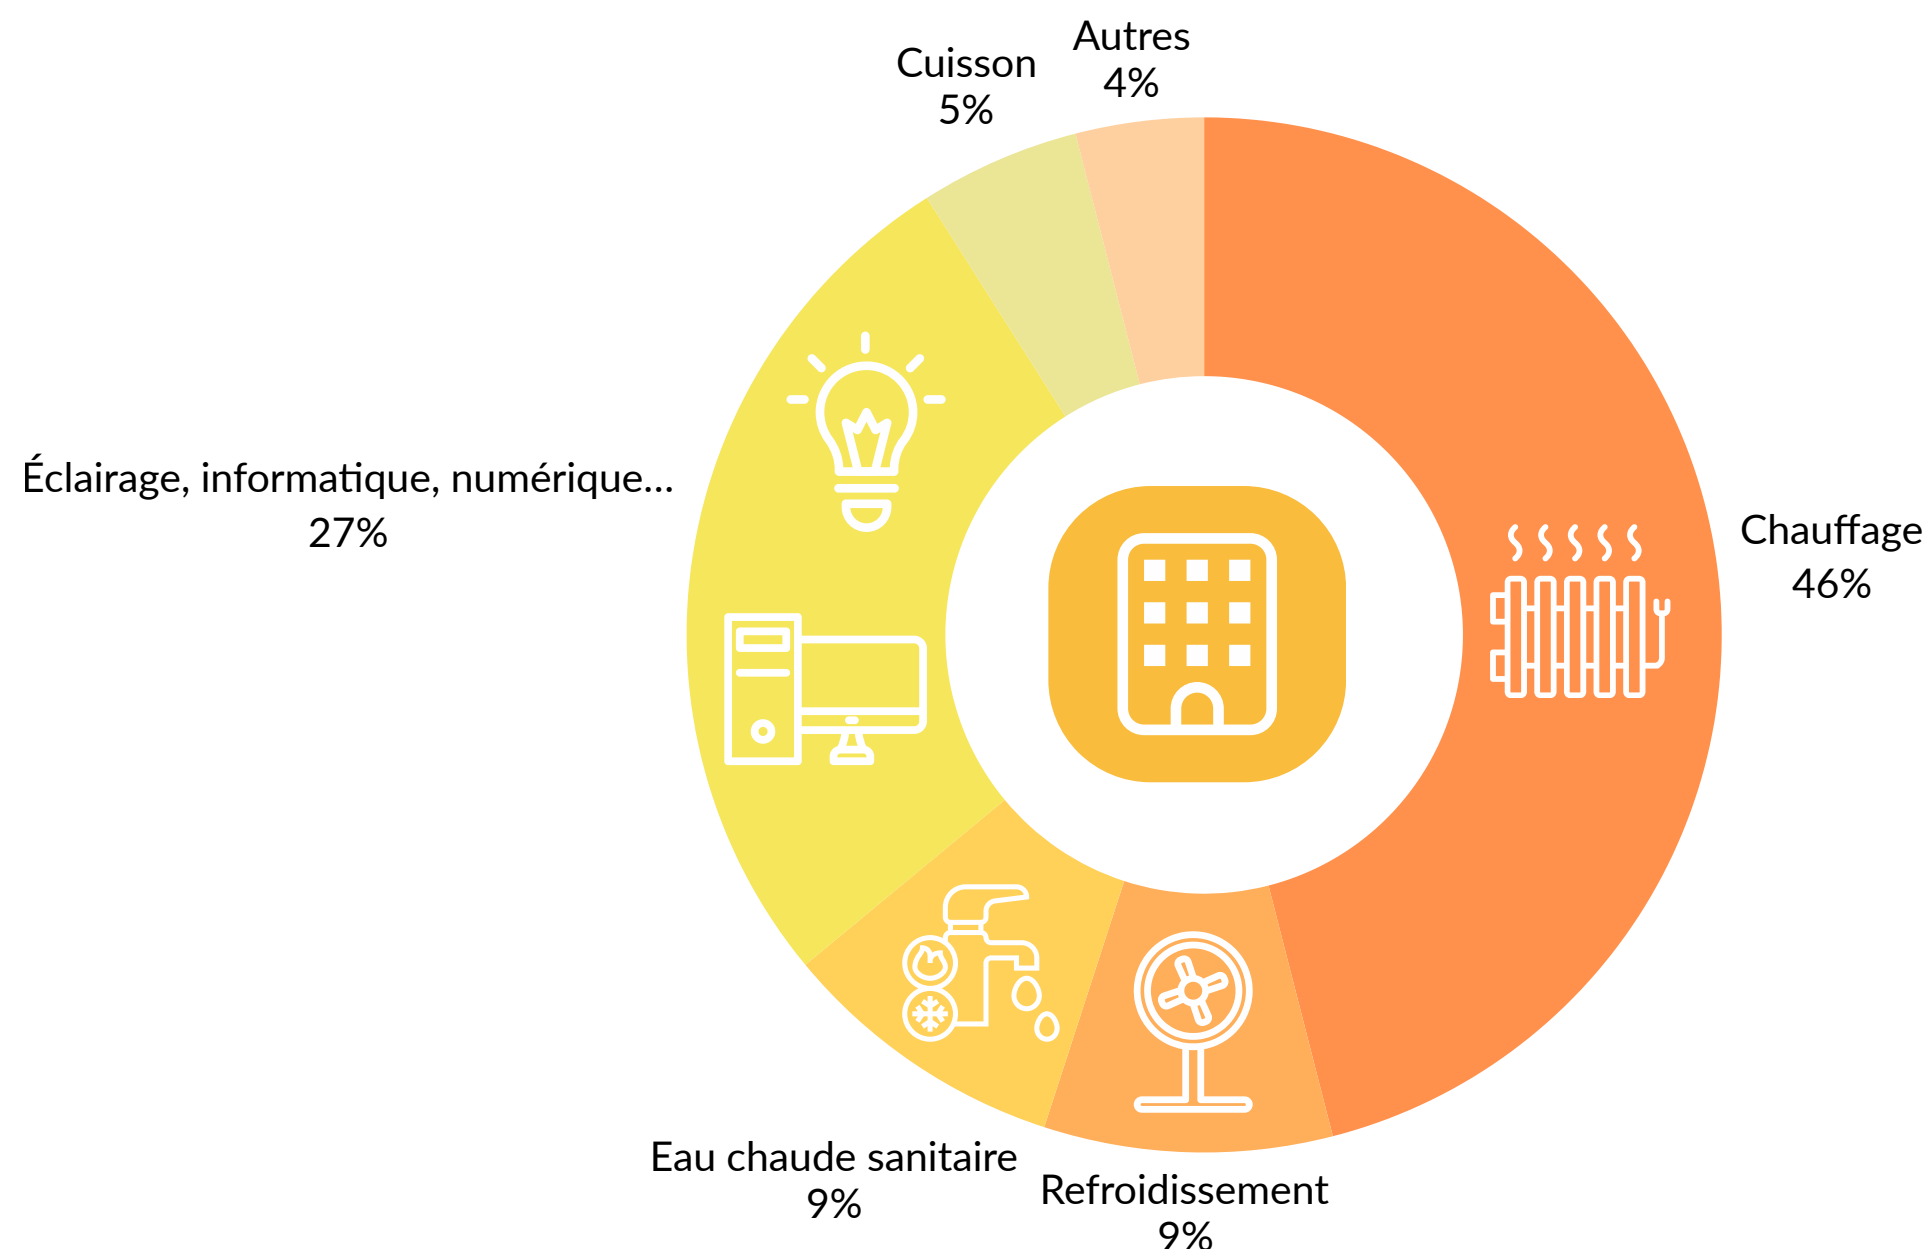 Autres
4%
Cuisson
5%
Éclairage, informatique, numérique...
27%
Chauffage
46%
Eau chaude sanitaire
9%
Refroidissement
9%